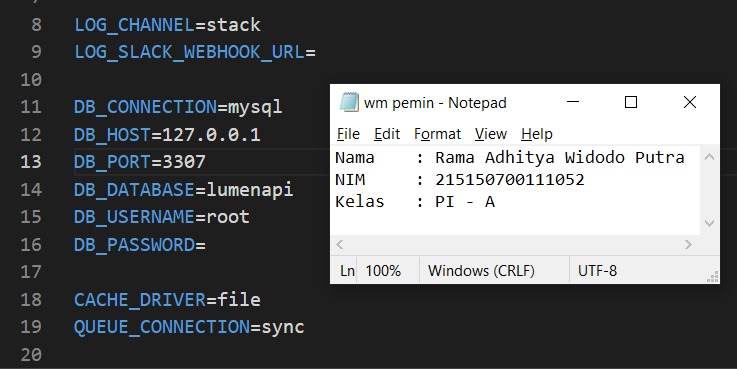 8 LOG_CHANNEL=stack
9 LOG_SLACK_WEBHOOK_URL=
10
11 DB_CONNECTION=mysql
12 DB_HOST=127.0.0.1
13 DB_PORT=3307
14 DB_DATABASE=lumenapi
15 DB_USERNAME=root
16 DB_PASSWORD=
17
18 CACHE_DRIVER=file
19 QUEUE_CONNECTION=sync
20
wm pemin - Notepad
File Edit Format View Help
Nama : Rama Adhitya Widodo Putra
NIM : 215150700111052
Kelas : PI - A
Ln 100% Windows (CRLF) UTF-8